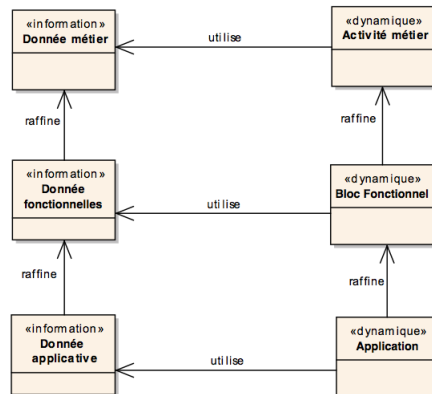 «information»
Donnée métier
utilise
«dynamique»
Activité métier
raffine
raffine
«information»
Donnée
fonctionnelles
utilise
«dynamique»
Bloc Fonctionnel
raffine
raffine
«information»
Donnée
applicative
utilise
«dynamique»
Application